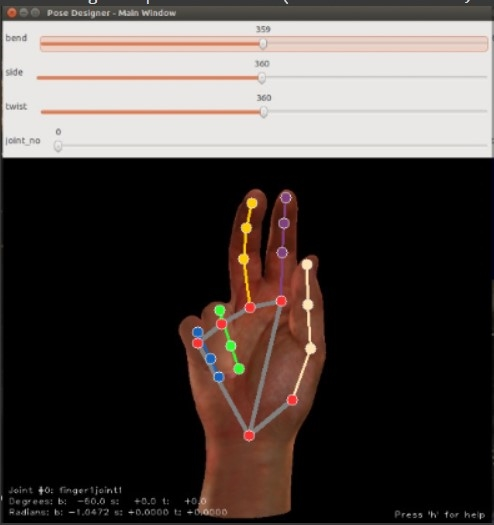 Pose Designer - Main Window
359
bend
360
side
360
twist
0
joint_no
Joint #0: finger1joint1
Degrees: b: -60.0 s: +0.0 t: +0.0
Radians: b: -1.0472 s: +0.0000 t: +0.0000
Press 'h' for help